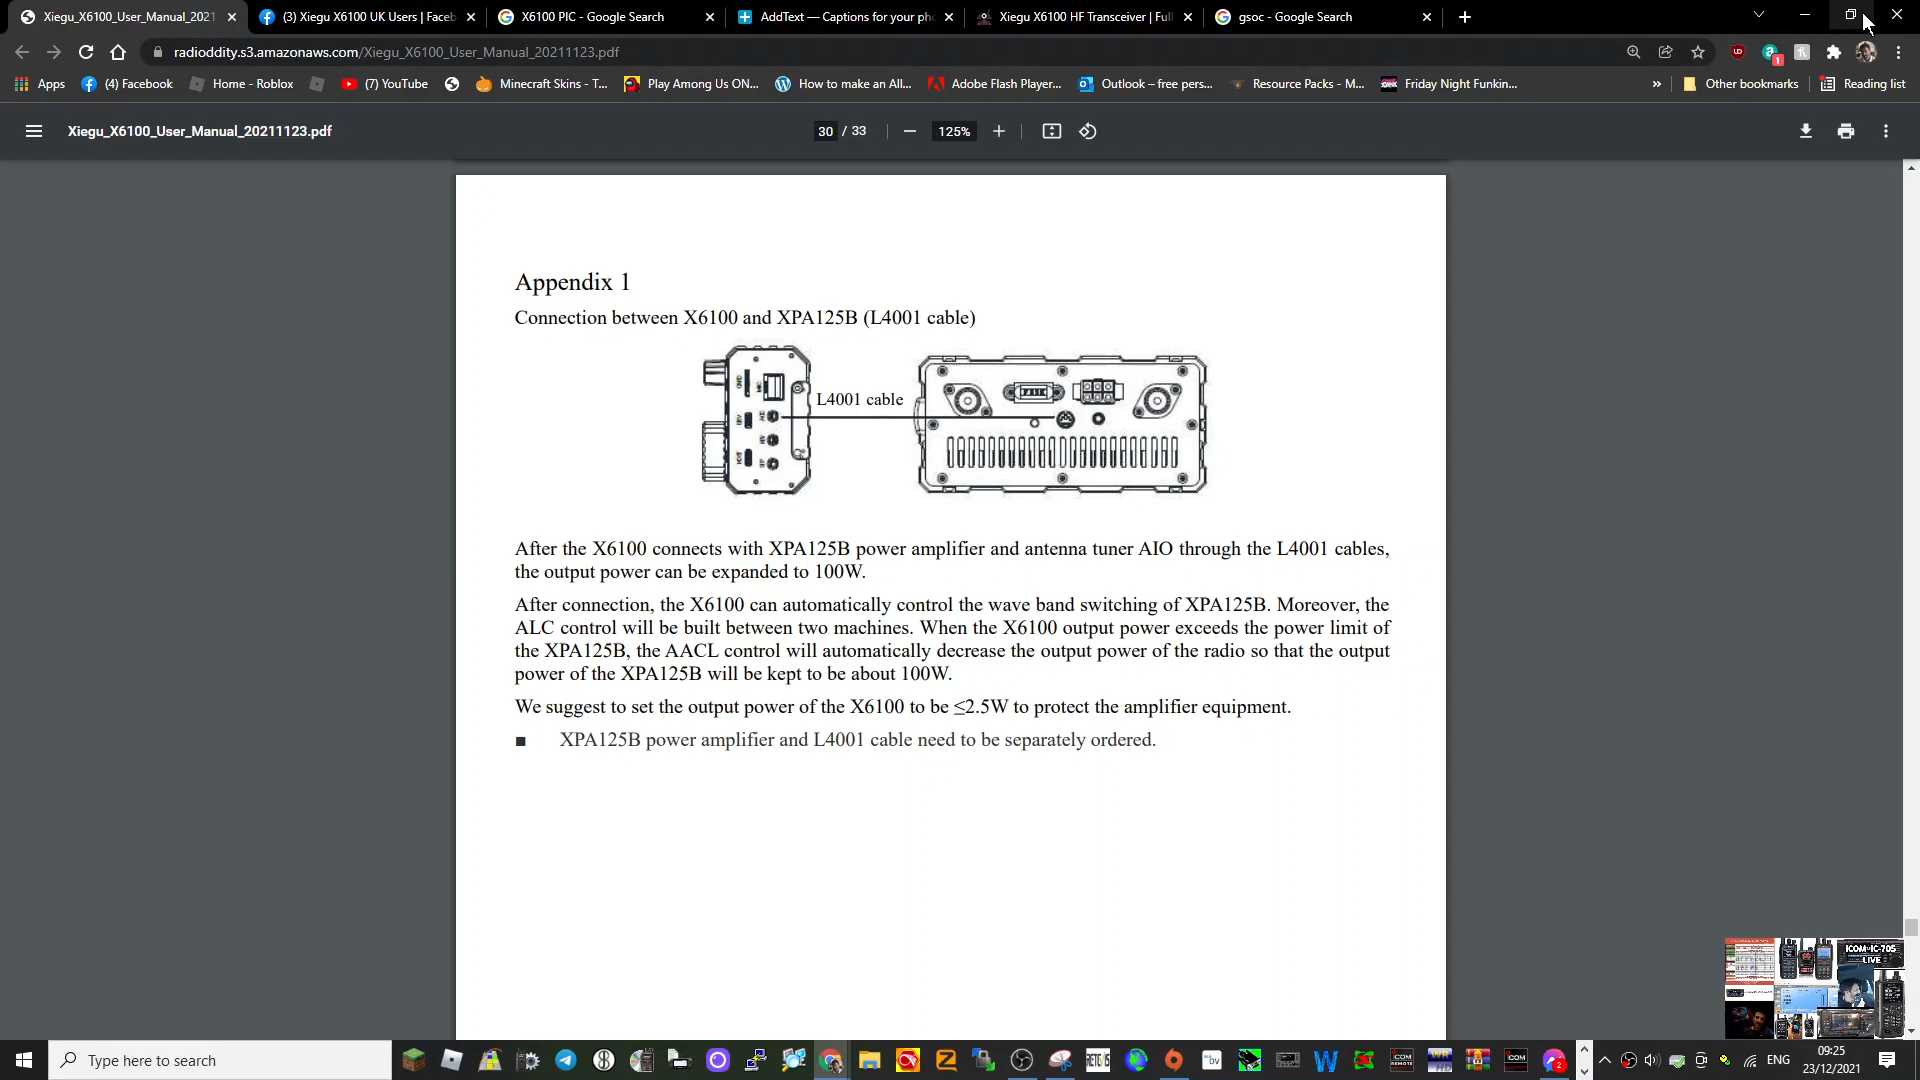 Xiegu_X6100_User_Manual_2021
(3) Xiegu X6100 UK Users | Faceb
X6100 PIC - Google Search
AddText — Captions for your pho
Xiegu X6100 HF Transceiver | Full
gsoc - Google Search
radioddity.s3.amazonaws.com/Xiegu_X6100_User_Manual_20211123.pdf
Apps
(4) Facebook
Home - Roblox
(7) YouTube
Minecraft Skins - T...
Play Among Us ON...
How to make an All...
Adobe Flash Player...
Outlook – free pers...
Resource Packs - M...
Friday Night Funkin...
»
Other bookmarks
Reading list
Xiegu_X6100_User_Manual_20211123.pdf
30 / 33
125%
Appendix 1
Connection between X6100 and XPA125B (L4001 cable)
L4001 cable
After the X6100 connects with XPA125B power amplifier and antenna tuner AIO through the L4001 cables,
the output power can be expanded to 100W.
After connection, the X6100 can automatically control the wave band switching of XPA125B. Moreover, the
ALC control will be built between two machines. When the X6100 output power exceeds the power limit of
the XPA125B, the AACL control will automatically decrease the output power of the radio so that the output
power of the XPA125B will be kept to be about 100W.
We suggest to set the output power of the X6100 to be ≤2.5W to protect the amplifier equipment.
■ XPA125B power amplifier and L4001 cable need to be separately ordered.
ICOM IC-705
LIVE
Type here to search
ENG
09:25
23/12/2021